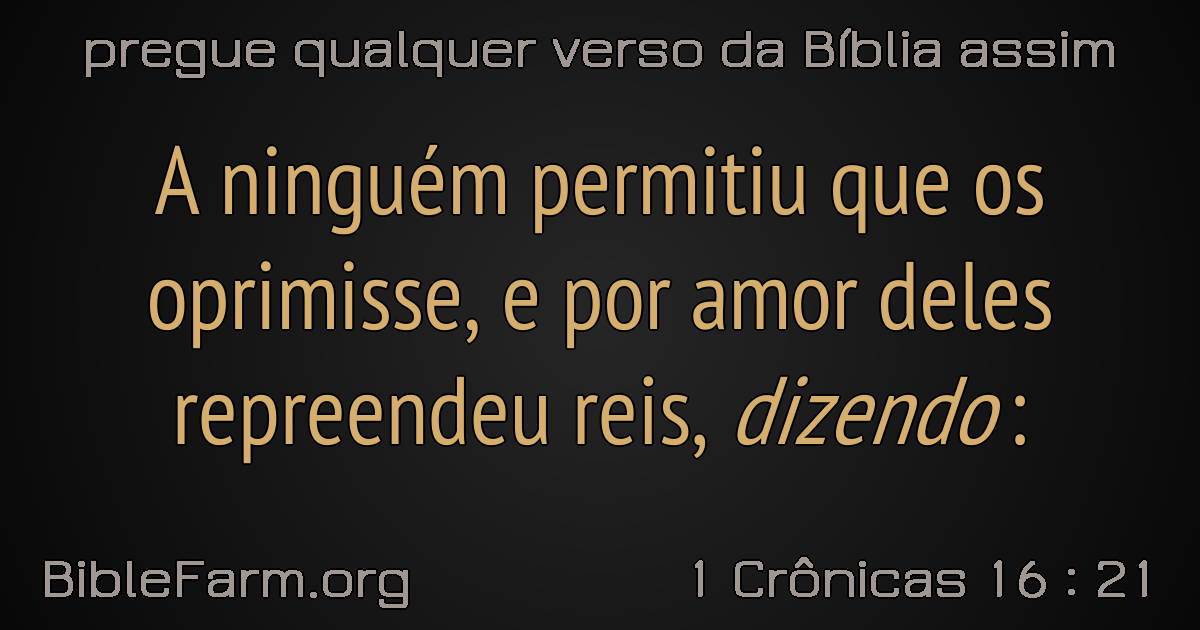 pregue qualquer verso da Bíblia assim
A ninguém permitiu que os
oprimisse, e por amor deles
repreendeu reis, dizendo:
BibleFarm.org
1 Crônicas 16 : 21